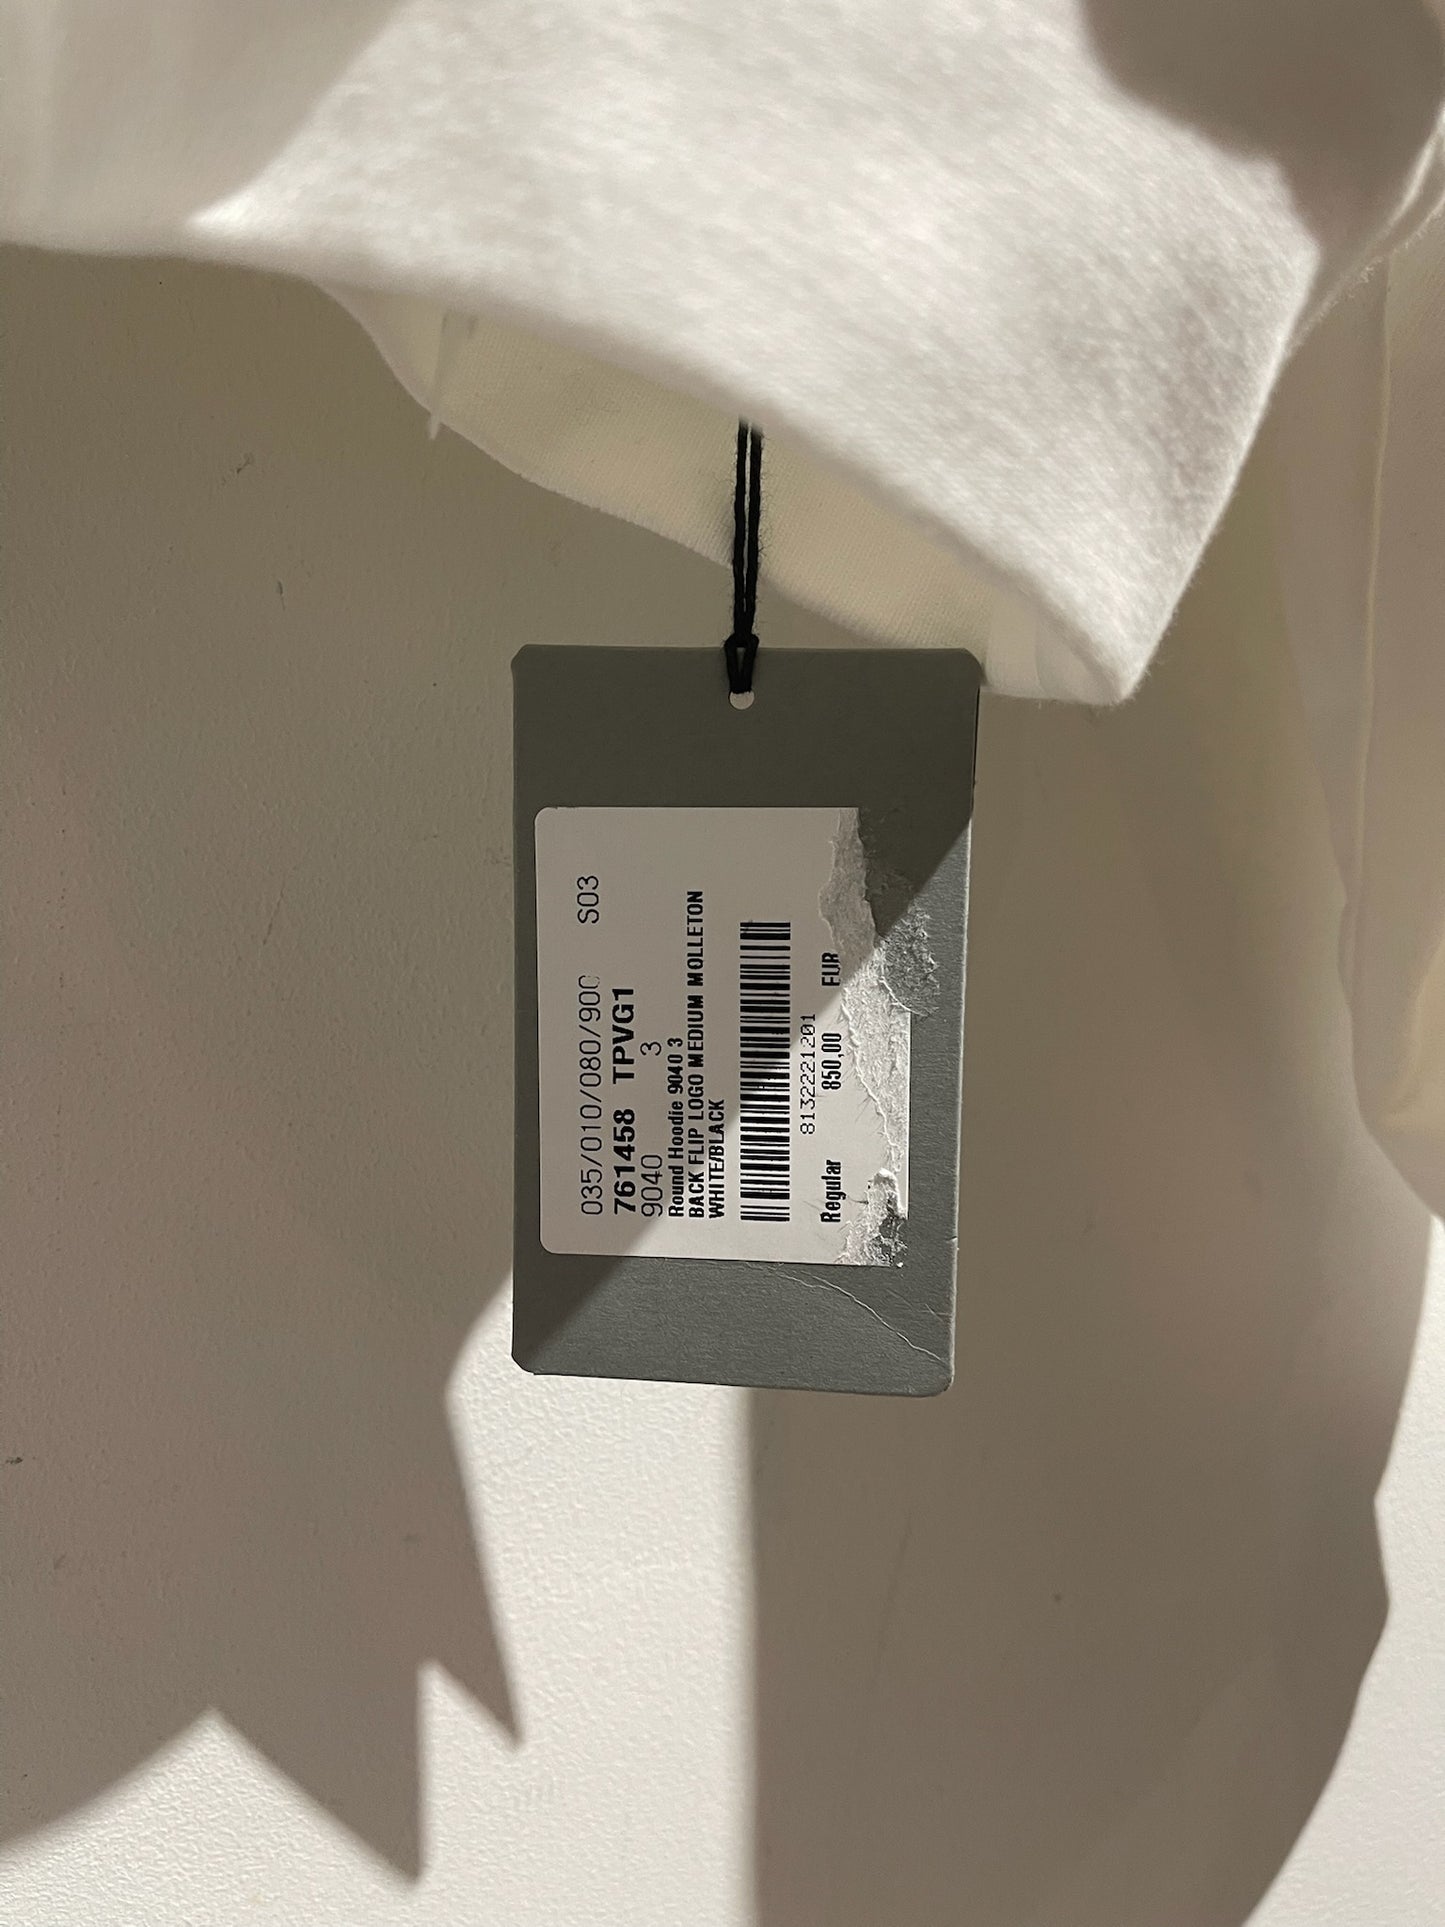 035/010/080/900 S03
761458 TPVG1
9040 3
Round Hoodie 9040 3
BACK FLIP LOGO MEDIUM MOLLETON
WHITE/BLACK
8132221201
Regular 850,00 EUR